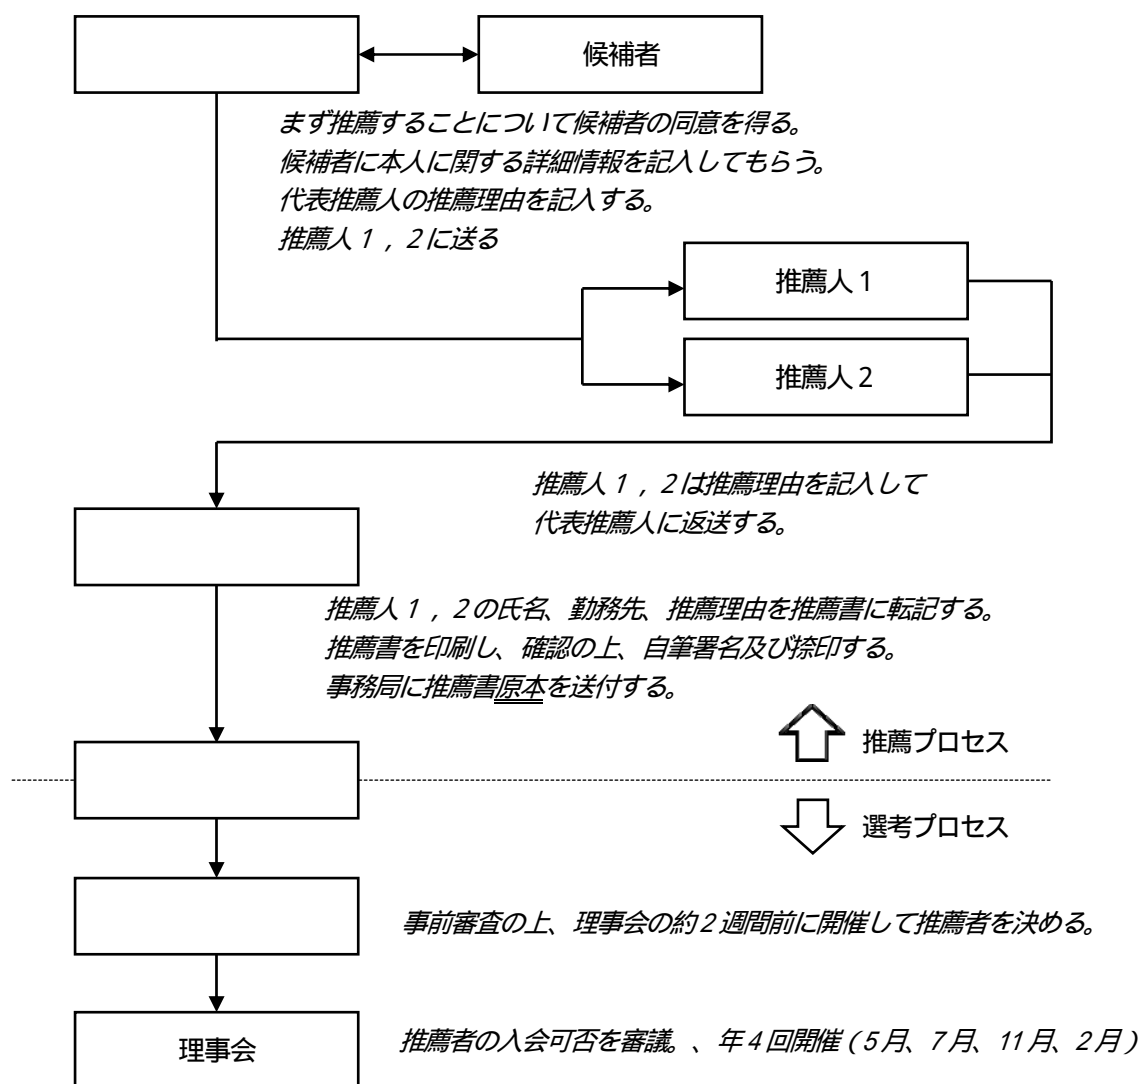 候補者
まず推薦することについて候補者の同意を得る。
候補者に本人に関する詳細情報を記入してもらう。
代表推薦人の推薦理由を記入する。
推薦人1，2に送る
推薦人1
推薦人2
推薦人1，2は推薦理由を記入して
代表推薦人に返送する。
推薦人1，2の氏名、勤務先、推薦理由を推薦書に転記する。
推薦書を印刷し、確認の上、自筆署名及び捺印する。
事務局に推薦書原本を送付する。
推薦プロセス
選考プロセス
事前審査の上、理事会の約2週間前に開催して推薦者を決める。
理事会
推薦者の入会可否を審議。、年4回開催（5月、7月、11月、2月）